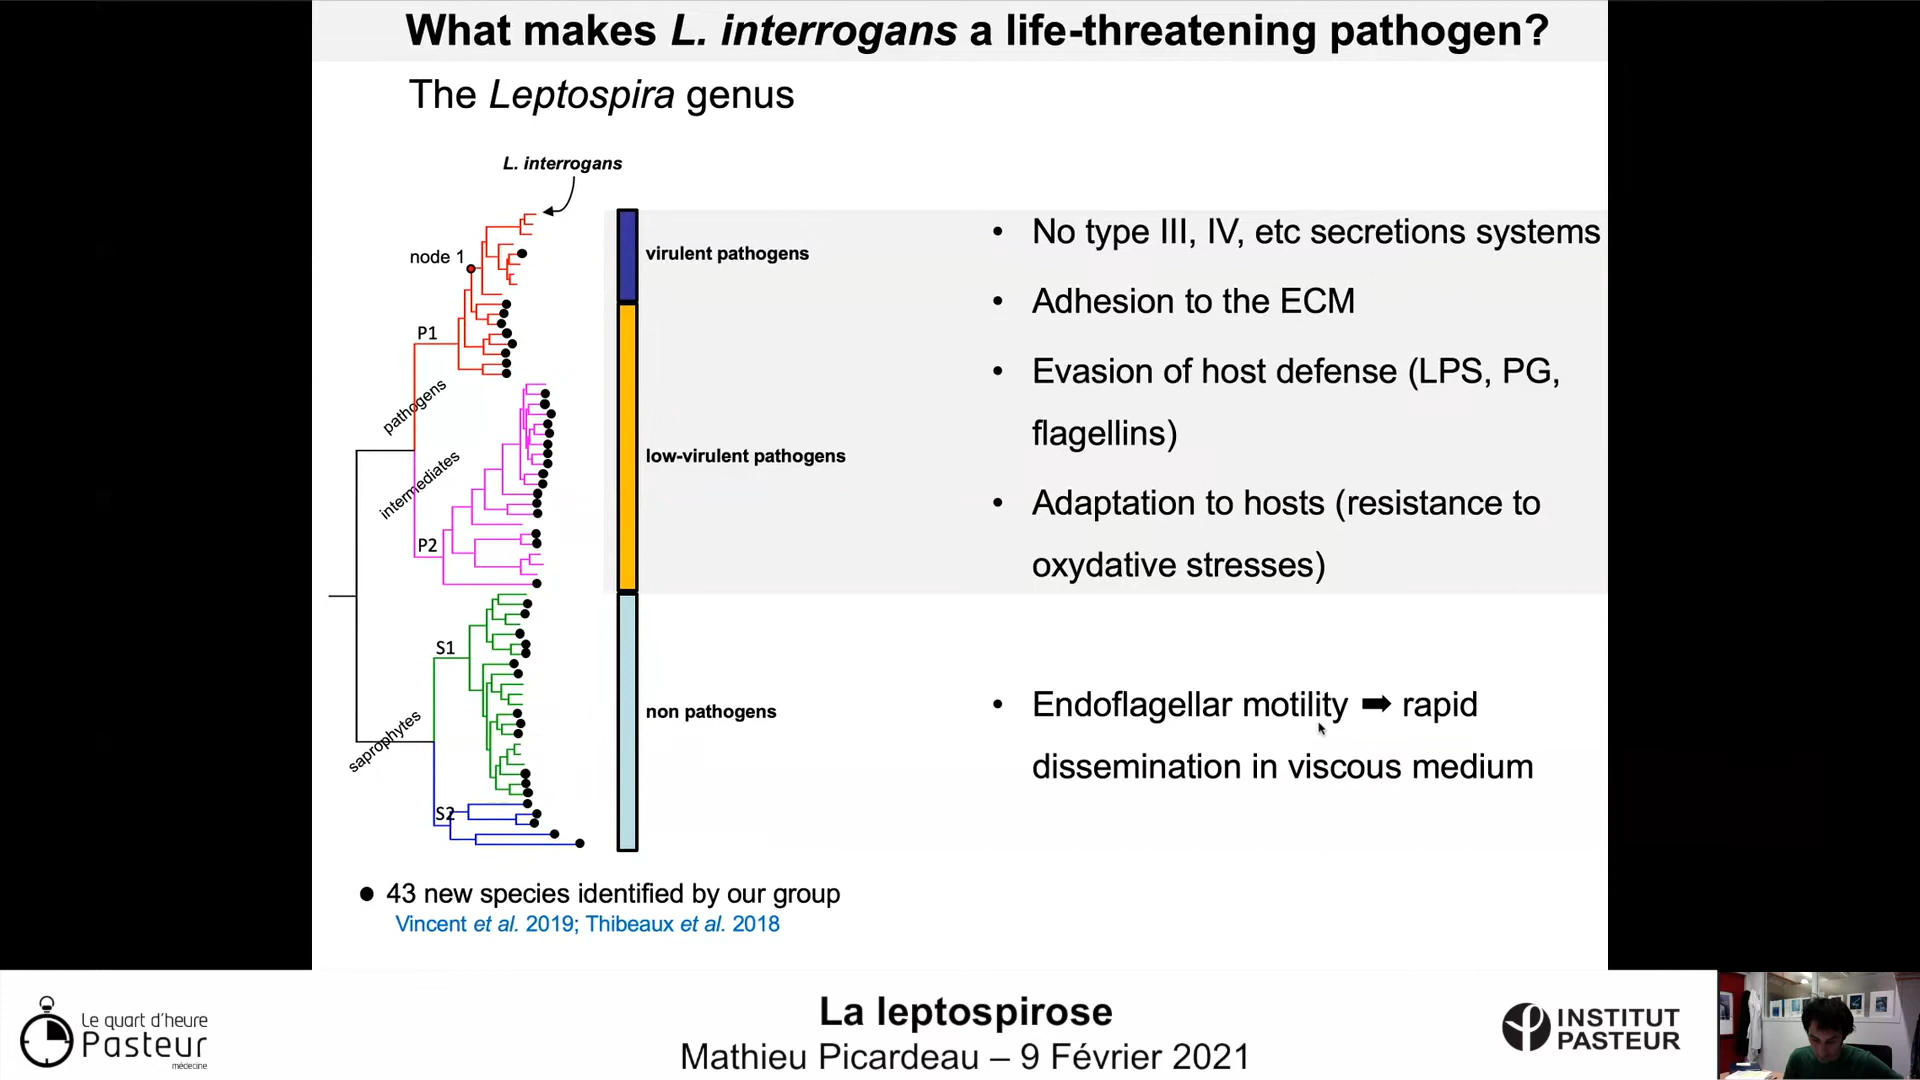 What makes L. interrogans a life-threatening pathogen?
The Leptospira genus
L. interrogans
node 1
P1
pathogens
intermediates
P2
S1
saprophytes
S2
virulent pathogens
low-virulent pathogens
non pathogens
• No type III, IV, etc secretions systems
• Adhesion to the ECM
• Evasion of host defense (LPS, PG,
flagellins)
• Adaptation to hosts (resistance to
oxydative stresses)
• Endoflagellar motility ➡ rapid
dissemination in viscous medium
● 43 new species identified by our group
Vincent et al. 2019; Thibeaux et al. 2018
Le quart d'heure
Pasteur
médecine
La leptospirose
Mathieu Picardeau – 9 Février 2021
INSTITUT
PASTEUR